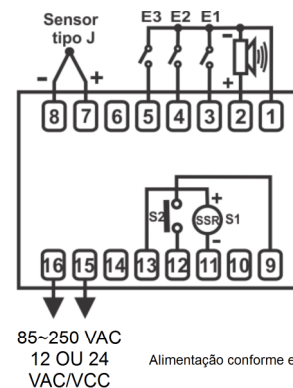 Sensor
tipo J
E3 E2 E1
- +
-
+
8 7 6 5 4 3 2 1
S2
+
SSR S1
-
16 15 14 13 12 11 10 9
85~250 VAC
12 OU 24
VAC/VCC
Alimentação conforme e